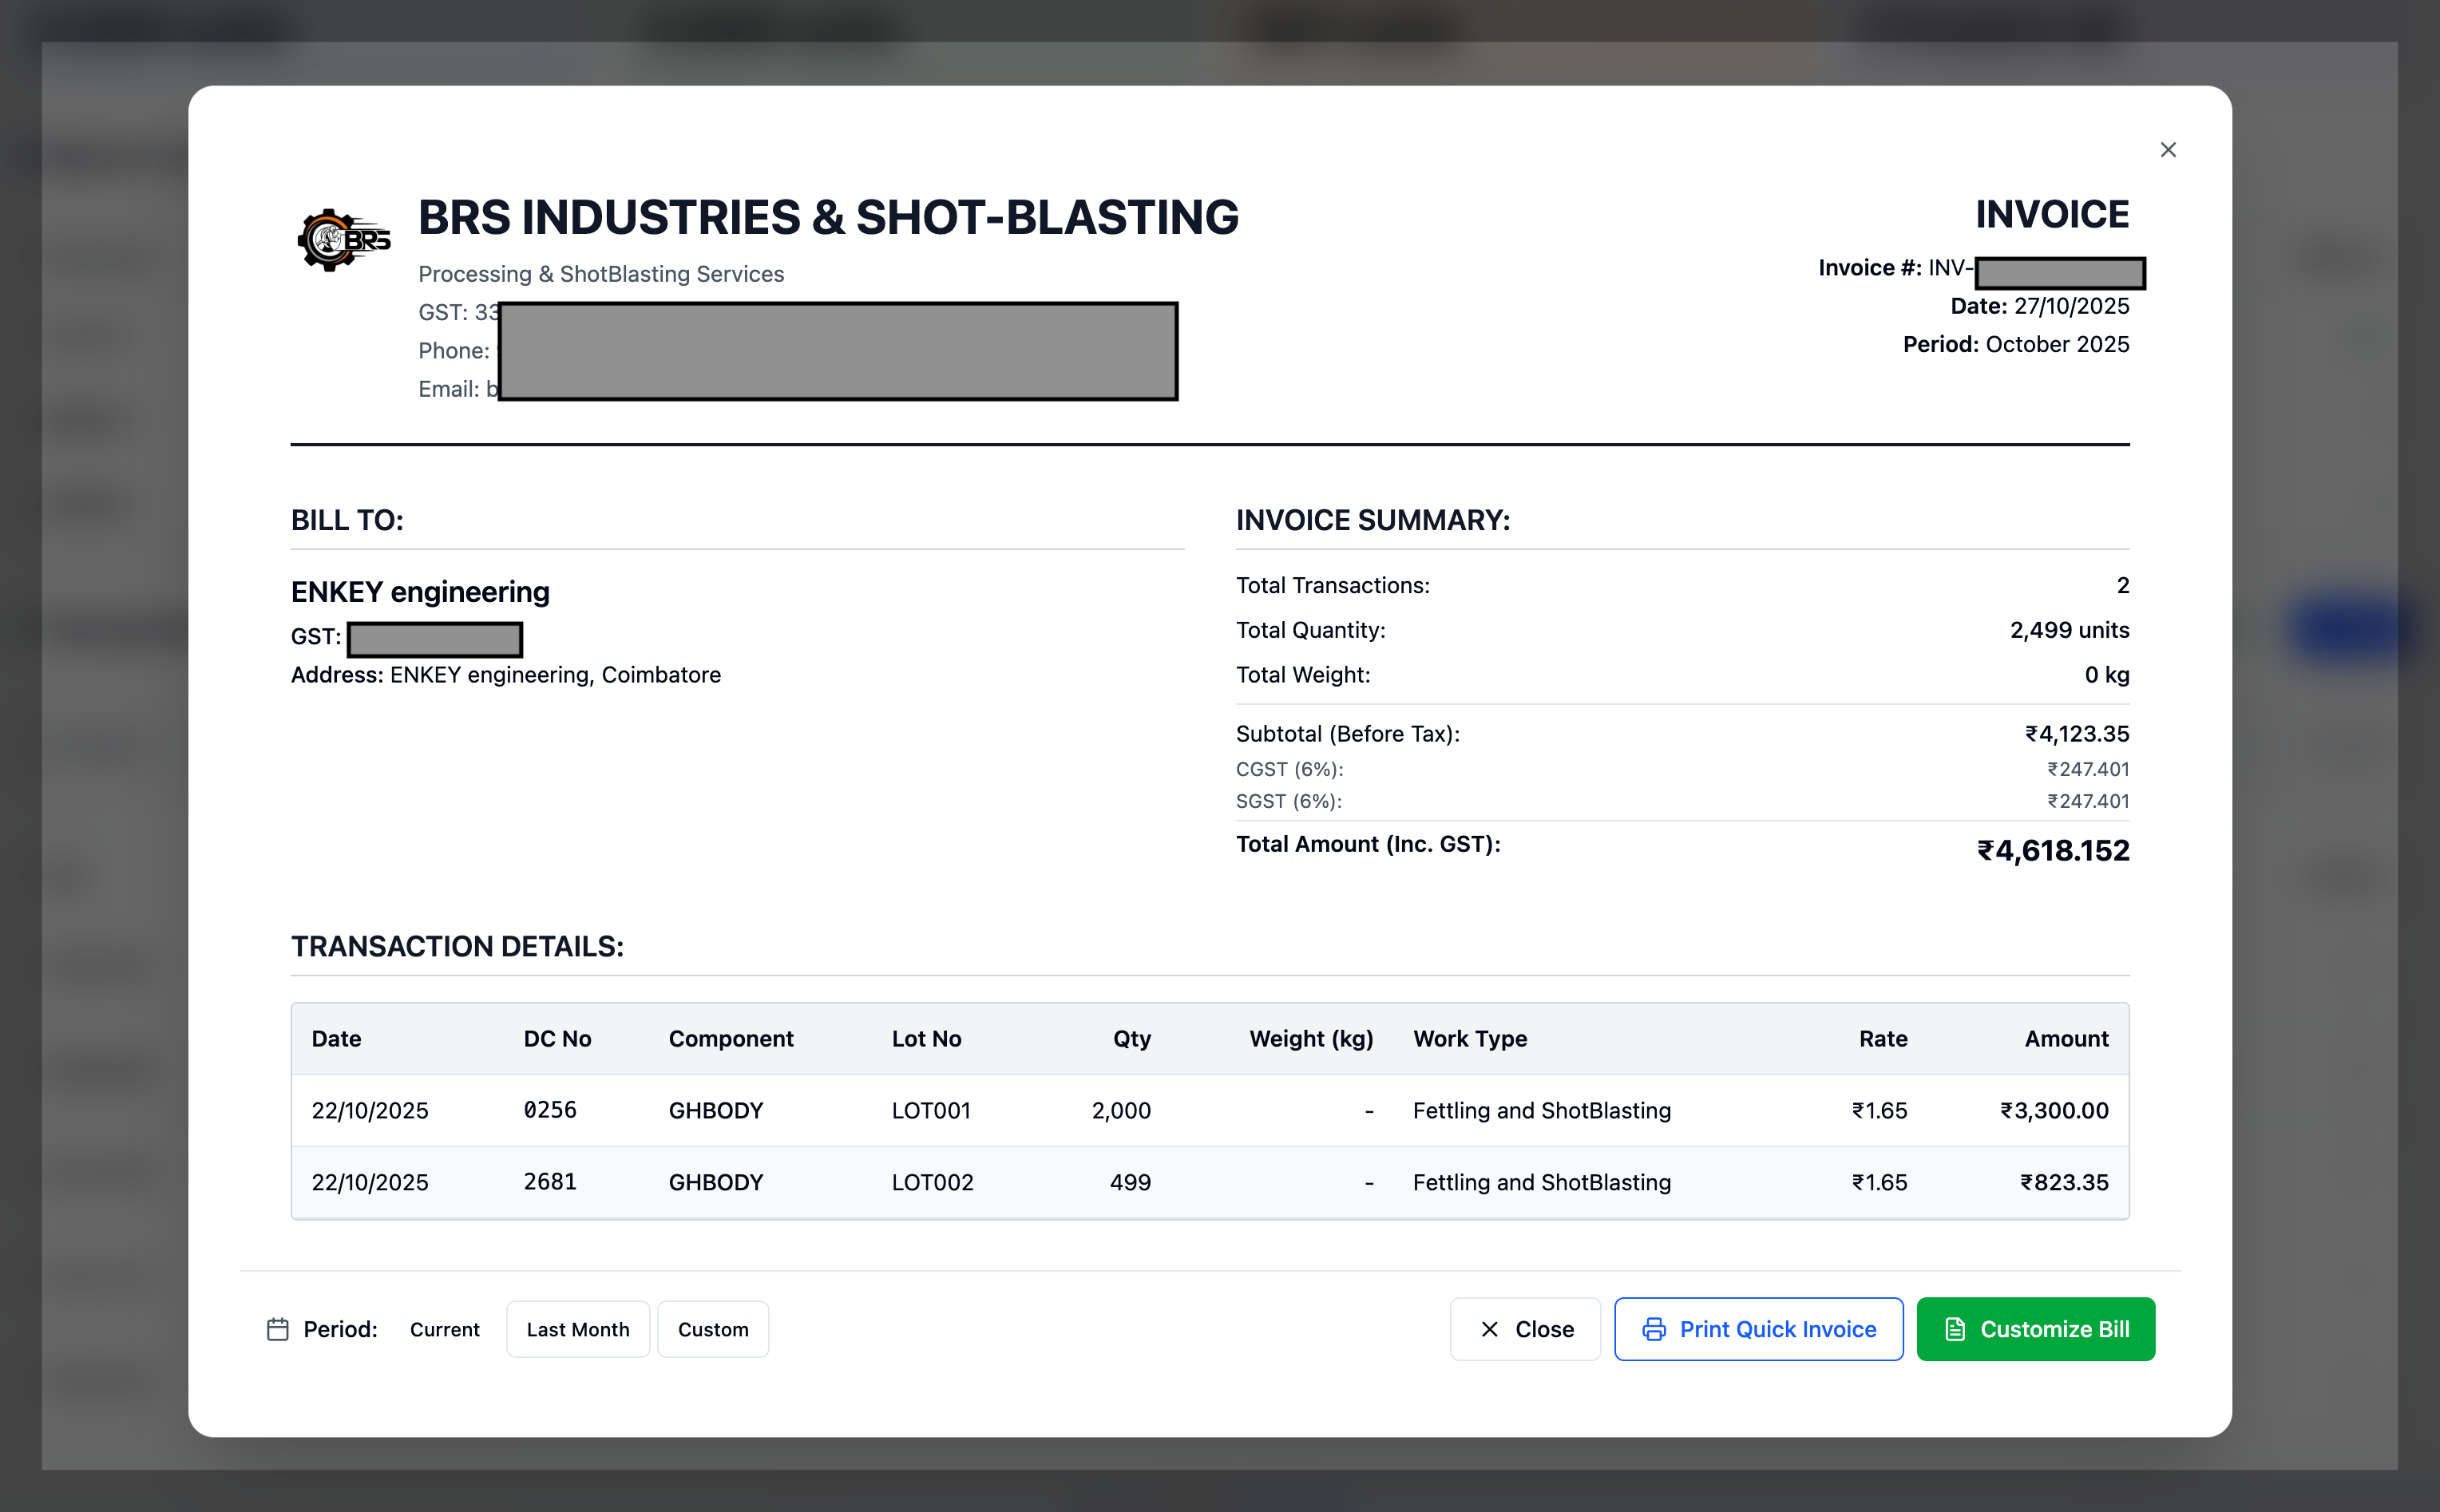 BRS
BRS INDUSTRIES & SHOT-BLASTING
Processing & ShotBlasting Services
GST: 33
Phone:
Email: b
INVOICE
Invoice #: INV-
Date: 27/10/2025
Period: October 2025
BILL TO:
ENKEY engineering
GST:
Address: ENKEY engineering, Coimbatore
INVOICE SUMMARY:
Total Transactions: 2
Total Quantity: 2,499 units
Total Weight: 0 kg
Subtotal (Before Tax): ₹4,123.35
CGST (6%): ₹247.401
SGST (6%): ₹247.401
Total Amount (Inc. GST): ₹4,618.152
TRANSACTION DETAILS:
Date DC No Component Lot No Qty Weight (kg) Work Type Rate Amount
22/10/2025 0256 GHBODY LOT001 2,000 - Fettling and ShotBlasting ₹1.65 ₹3,300.00
22/10/2025 2681 GHBODY LOT002 499 - Fettling and ShotBlasting ₹1.65 ₹823.35
Period: Current Last Month Custom Close Print Quick Invoice Customize Bill